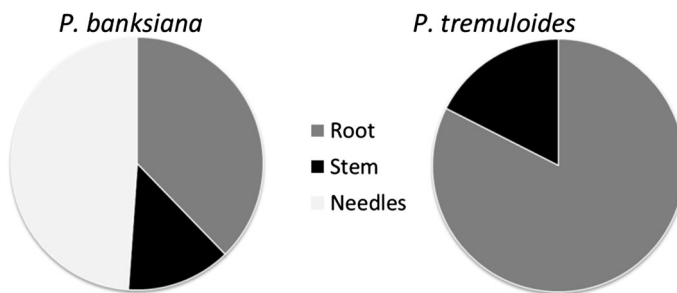 P. banksiana
P. tremuloides
Root
Stem
Needles